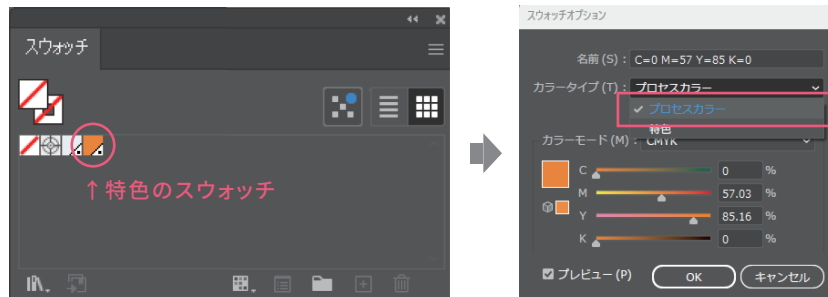 スウォッチ
↑特色のスウォッチ
スウォッチオプション
名前 (S) : C=0 M=57 Y=85 K=0
カラータイプ (T) : プロセスカラー
✓ プロセスカラー
特色
カラーモード (M) : CMYK
C 0 %
M 57.03 %
Y 85.16 %
K 0 %
プレビュー (P)
OK
キャンセル